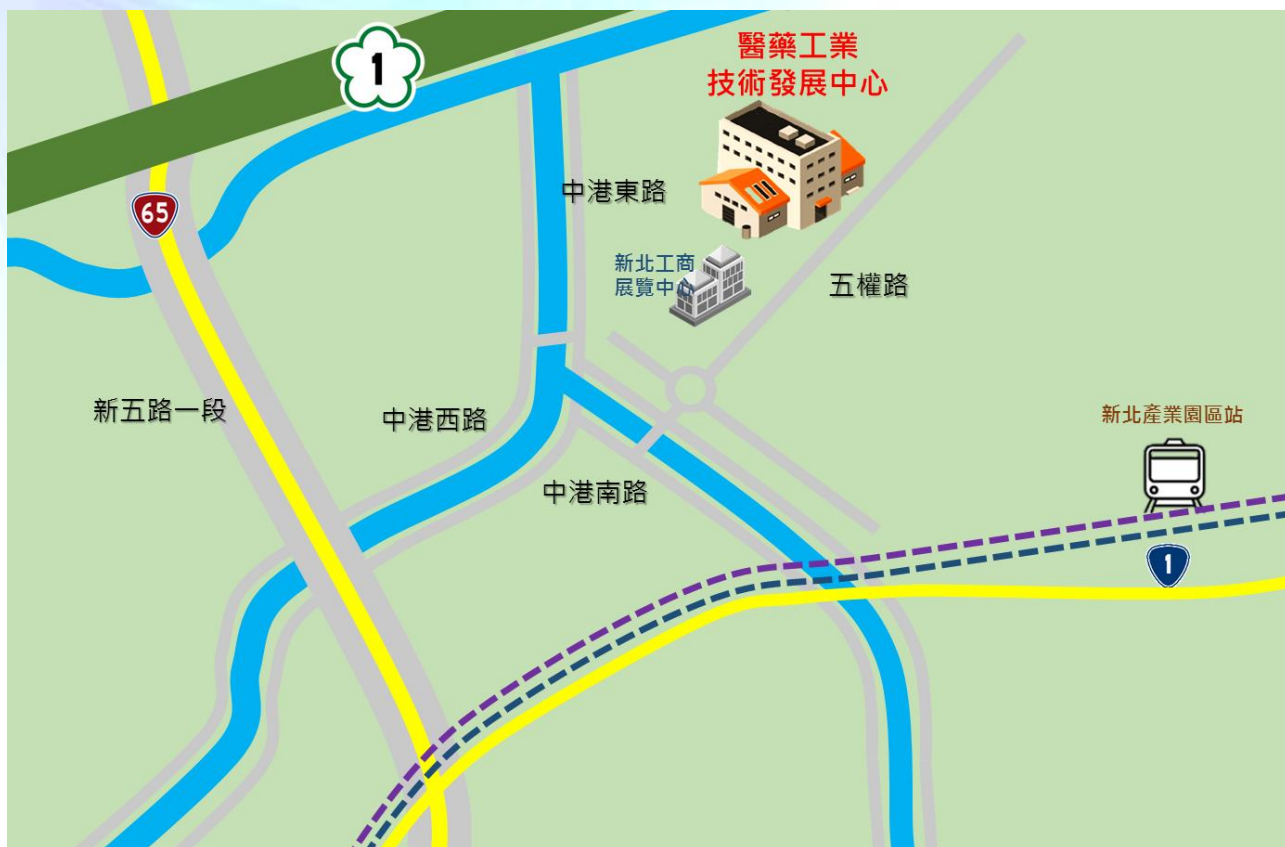 1
醫藥工業
技術發展中心
中港東路
65
新北工商
展覽中心
五權路
新五路一段
中港西路
新北產業園區站
中港南路
1